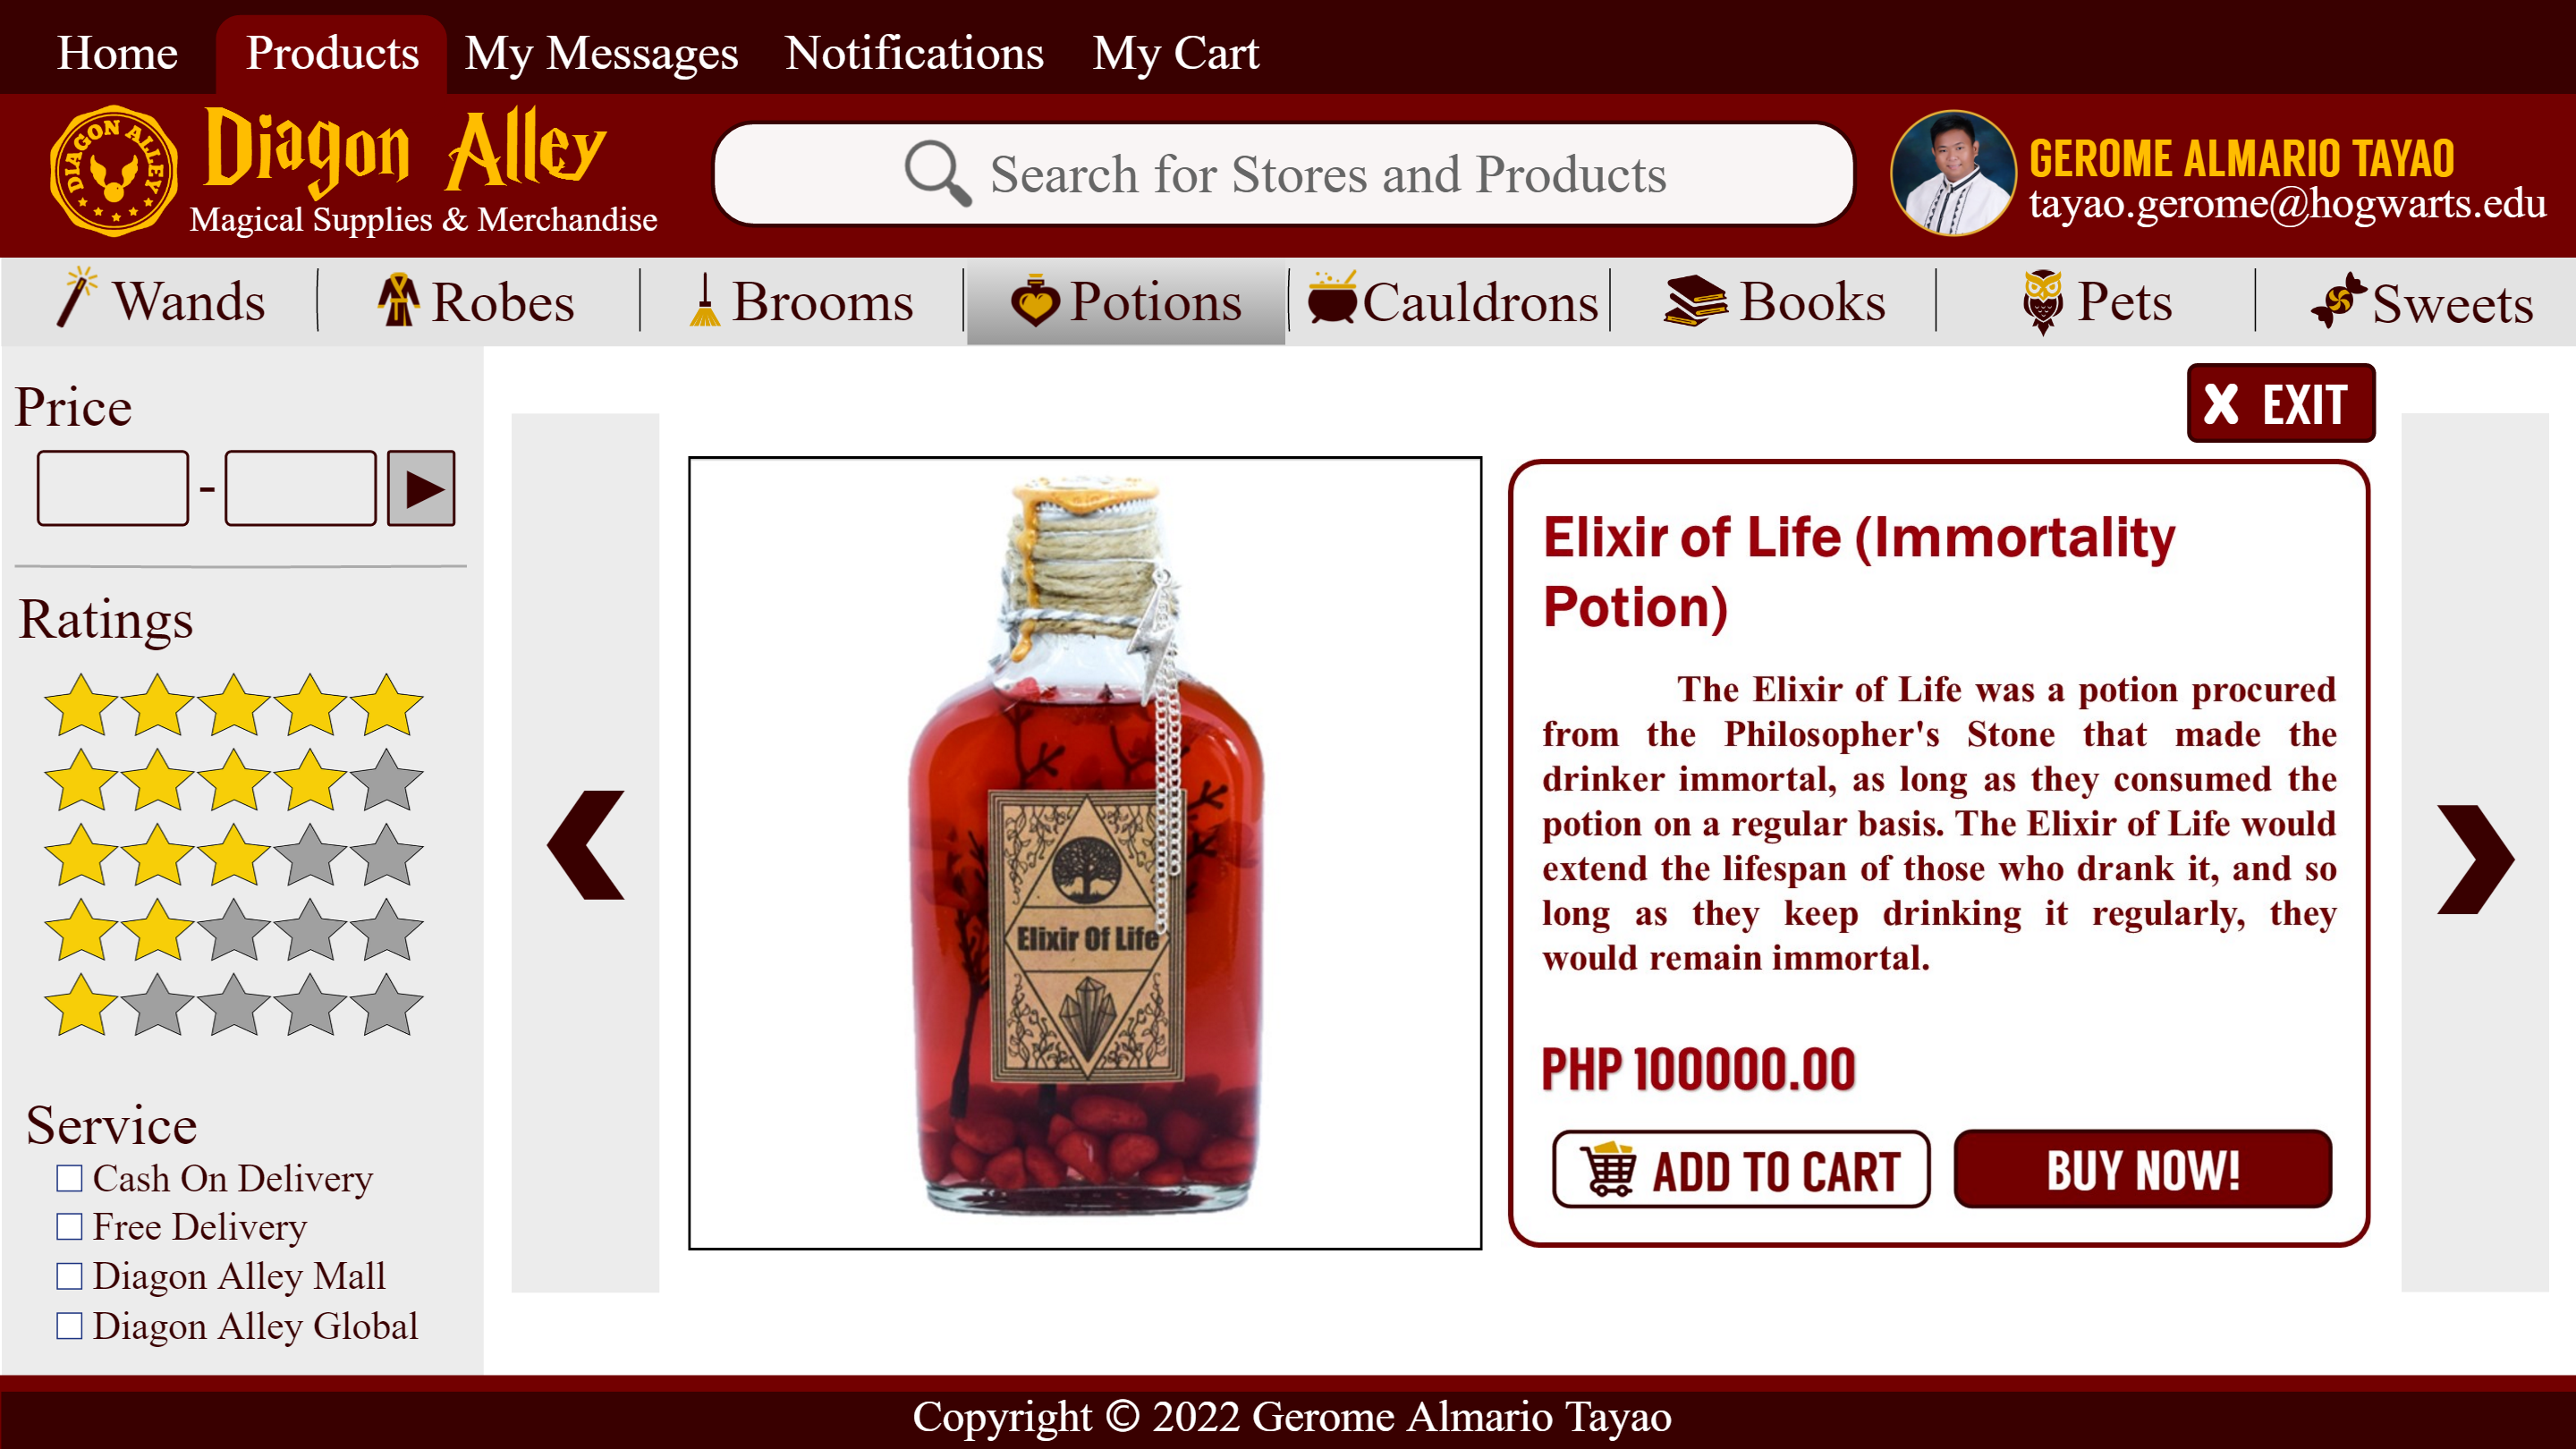 Home Products My Messages Notifications My Cart
DIAGON ALLEY
Diagon Alley
Magical Supplies & Merchandise
Search for Stores and Products
GEROME ALMARIO TAYAO
tayao.gerome@hogwarts.edu
Wands Robes Brooms Potions Cauldrons Books Pets Sweets
Price
-
Ratings
Service
Cash On Delivery
Free Delivery
Diagon Alley Mall
Diagon Alley Global
Elixir Of Life
X EXIT
Elixir of Life (Immortality
Potion)
The Elixir of Life was a potion procured
from the Philosopher's Stone that made the
drinker immortal, as long as they consumed the
potion on a regular basis. The Elixir of Life would
extend the lifespan of those who drank it, and so
long as they keep drinking it regularly, they
would remain immortal.
PHP 100000.00
ADD TO CART
BUY NOW!
Copyright © 2022 Gerome Almario Tayao